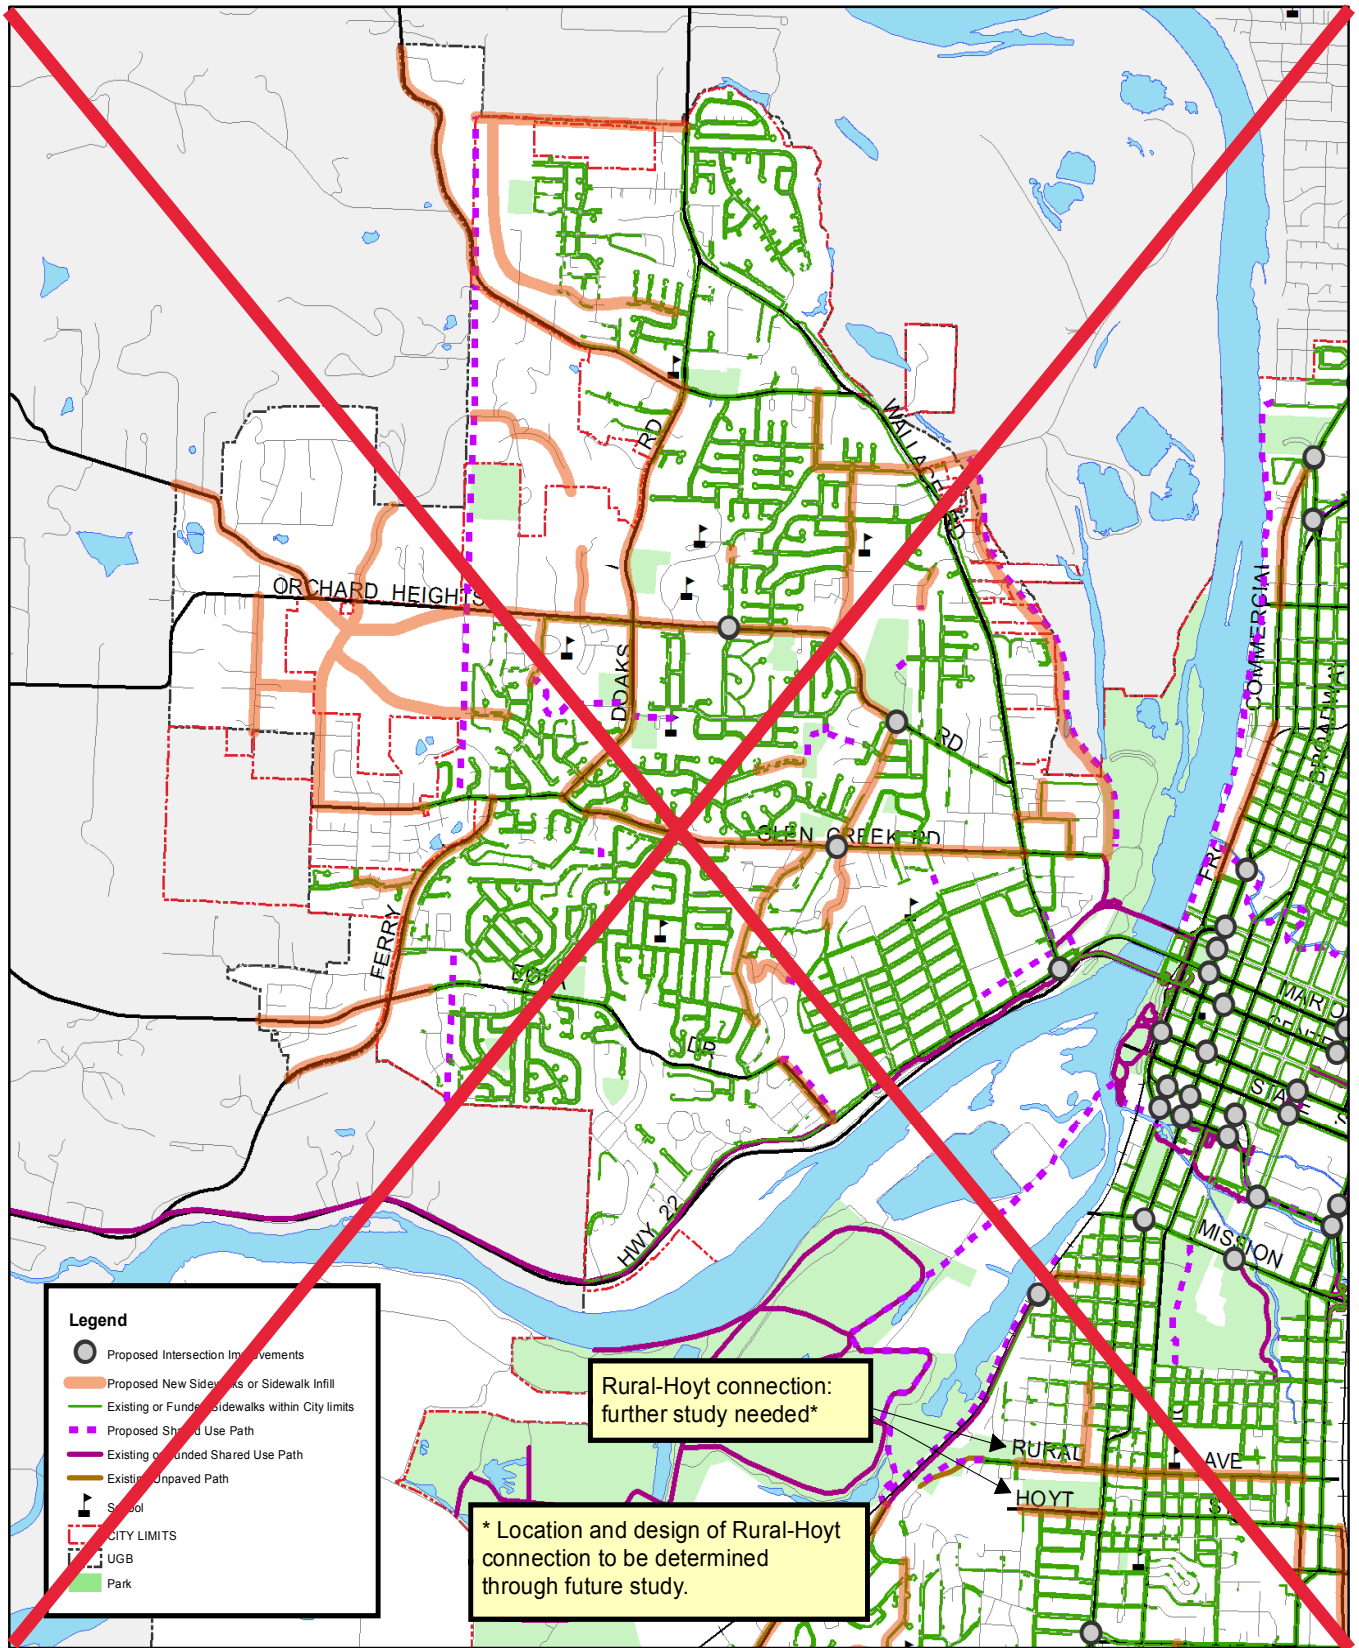 WALLACE RD
RD
ORCHARD HEIGHTS
DOAKS
RD
COMMERCIAL
BROADWAY
GLEN CREEK RD
FERRY
EOLA
DR
MARIO
STATE S
HWY 22
MISSION
Legend
Proposed Intersection Improvements
Proposed New Sidewalks or Sidewalk Infill
Existing or Funded Sidewalks within City limits
Proposed Shared Use Path
Existing or Funded Shared Use Path
Existing Unpaved Path
School
CITY LIMITS
UGB
Park
Rural-Hoyt connection:
further study needed*
RURAL AVE
HOYT ST
* Location and design of Rural-Hoyt
connection to be determined
through future study.